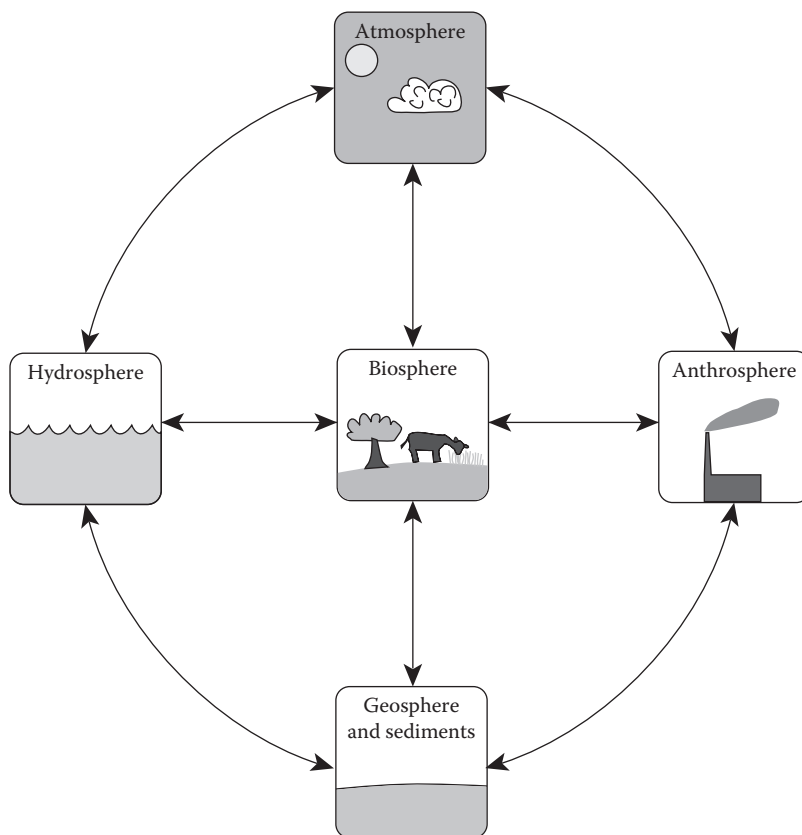 Atmosphere
Hydrosphere
Biosphere
Anthrosphere
Geosphere
and sediments